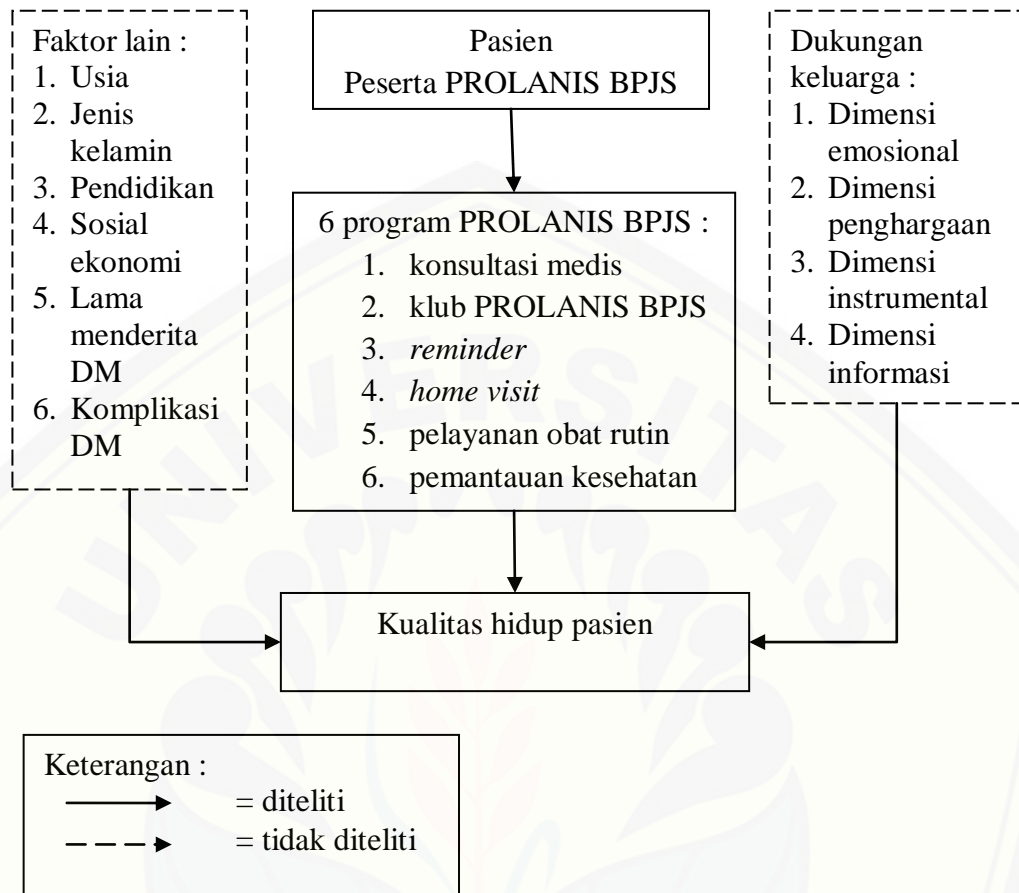 Faktor lain :
1. Usia
2. Jenis
kelamin
3. Pendidikan
4. Sosial
ekonomi
5. Lama
menderita
DM
6. Komplikasi
DM
Pasien
Peserta PROLANIS BPJS
6 program PROLANIS BPJS :
1. konsultasi medis
2. klub PROLANIS BPJS
3. reminder
4. home visit
5. pelayanan obat rutin
6. pemantauan kesehatan
Dukungan
keluarga :
1. Dimensi
emosional
2. Dimensi
penghargaan
3. Dimensi
instrumental
4. Dimensi
informasi
Kualitas hidup pasien
Keterangan :
= diteliti
= tidak diteliti
UNIVERSITAS